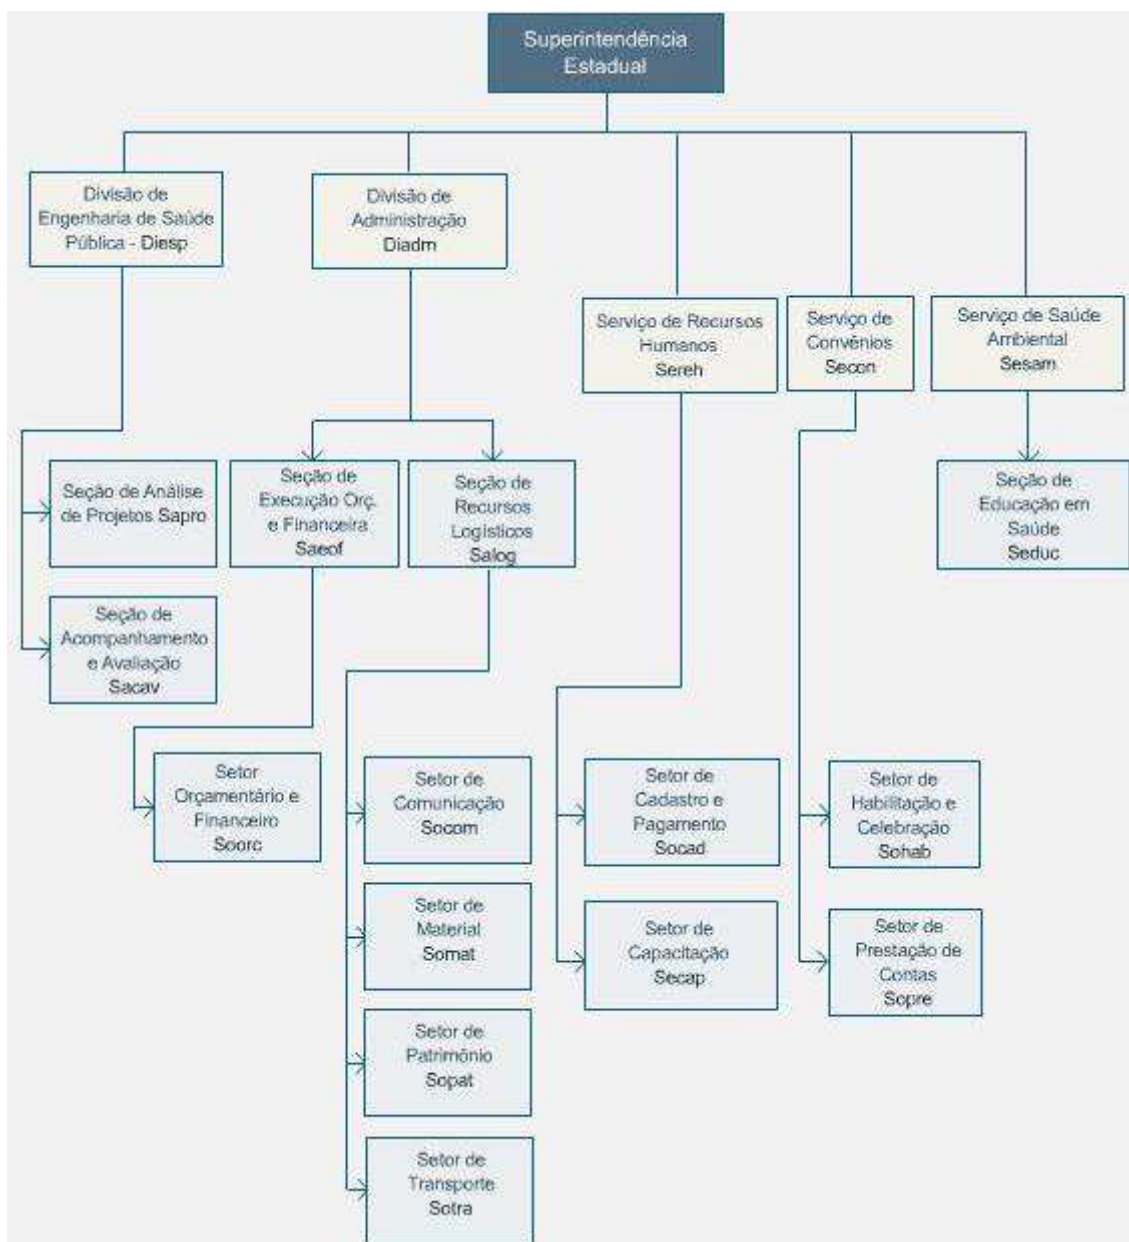 Superintendência
Estadual
Divisão de
Engenharia de Saúde
Pública - Diesp
Divisão de
Administração
Diadm
Serviço de Recursos
Humanos
Sereh
Serviço de
Convênios
Secon
Serviço de Saúde
Ambiental
Sesam
Seção de Análise
de Projetos Sapro
Seção de
Execução Orç.
e Financeira
Saeof
Seção de
Recursos
Logísticos
Salog
Seção de
Educação em
Saúde
Seduc
Seção de
Acompanhamento
e Avaliação
Sacav
Setor
Orçamentário e
Financeiro
Soorc
Setor de
Comunicação
Socom
Setor de
Cadastro e
Pagamento
Socad
Setor de
Habilitação e
Celebração
Sohab
Setor de
Material
Somat
Setor de
Capacitação
Secap
Setor de
Prestação de
Contas
Sopre
Setor de
Patrimônio
Sopat
Setor de
Transporte
Sotra